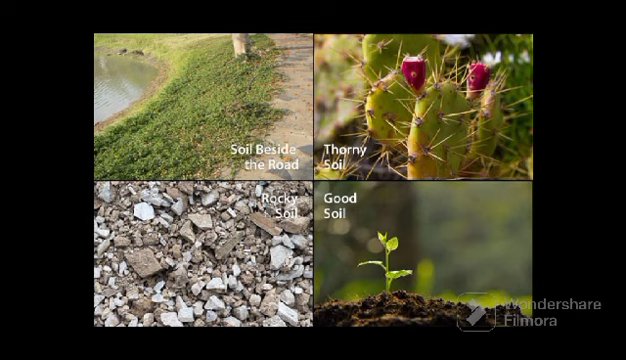 Soil Beside
the Road
Thorny
Soil
Rocky
Soil
Good
Soil
Wondershare
Filmora